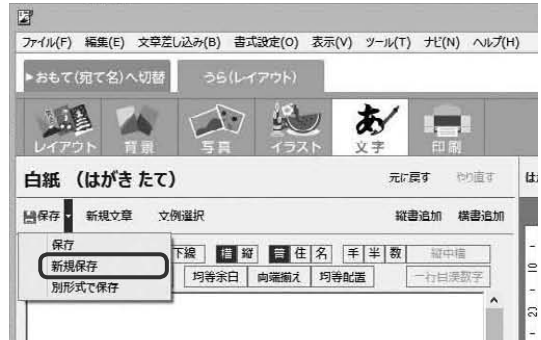 ファイル(F) 編集(E) 文章差し込み(B) 書式設定(O) 表示(V) ツール(T) ナビ(N) ヘルプ(H)
▶おもて(宛て名)へ切替 うら(レイアウト)
レイアウト 背景 写真 イラスト 文字 印刷
白紙 （はがき たて） 元に戻す やり直す は
保存 新規文章 文例選択 縦書追加 横書追加
保存
新規保存
別形式で保存
下線 横 縦 住 名 手 半 数 縦中横
均等余白 両端揃え 均等配置 一行目漢数字
10
23